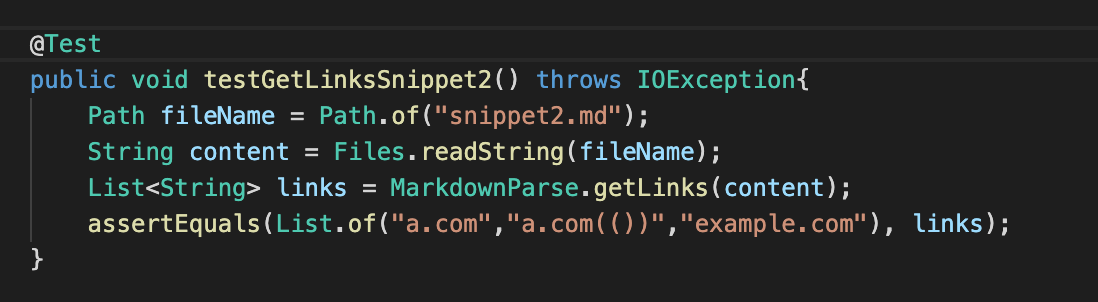 @Test
public void testGetLinksSnippet2() throws IOException{
    Path fileName = Path.of("snippet2.md");
    String content = Files.readString(fileName);
    List<String> links = MarkdownParse.getLinks(content);
    assertEquals(List.of("a.com","a.com(())","example.com"), links);
}